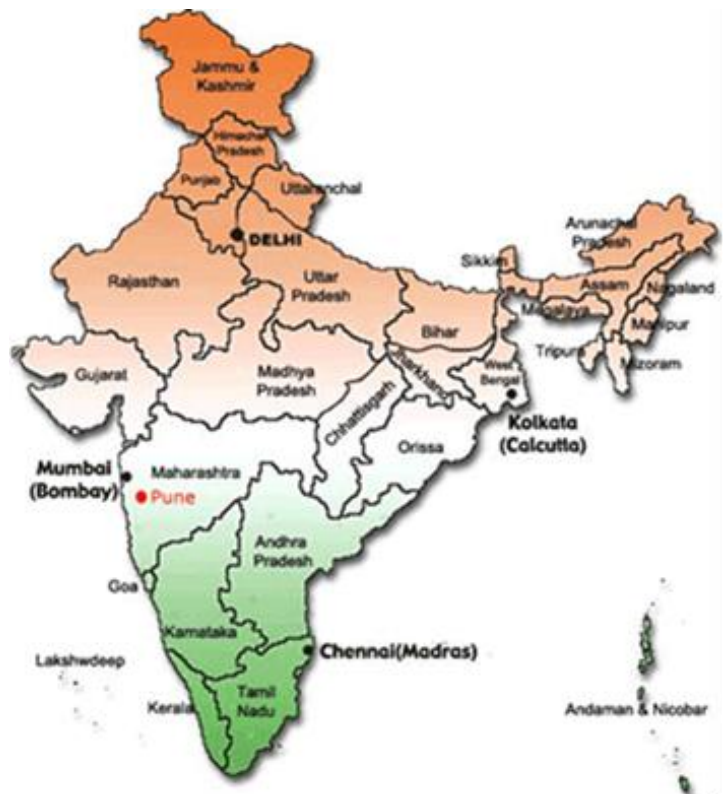 Jammu &
Kashmir
Himachal
Pradesh
Punjab
Uttaranchal
DELHI
Rajasthan
Uttar
Pradesh
Arunachal
Pradesh
Sikkim
Assam
Nagaland
Megalaya
Manipur
Bihar
Tripura
Mizoram
Gujarat
Madhya
Pradesh
Jharkhand
West
Bengal
Chhattisgarh
Kolkata
(Calcutta)
Orissa
Mumbai
(Bombay)
Maharashtra
Pune
Andhra
Pradesh
Goa
Karnataka
Chennai(Madras)
Lakshwdeep
Kerala
Tamil
Nadu
Andaman & Nicobar